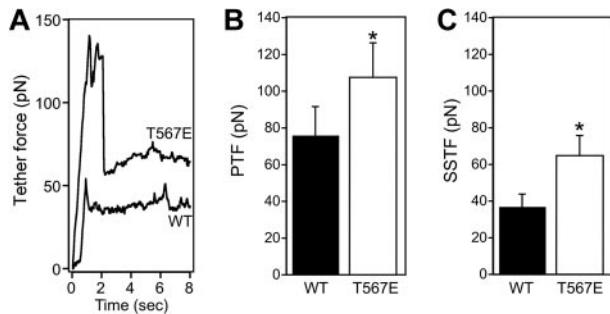 A
Tether force (pN)
150
100
50
0
T567E
WT
0 2 4 6 8
Time (sec)
B
PTF (pN)
140
120
100
80
60
40
20
0
*
WT T567E
C
SSTF (pN)
140
120
100
80
60
40
20
0
*
WT T567E